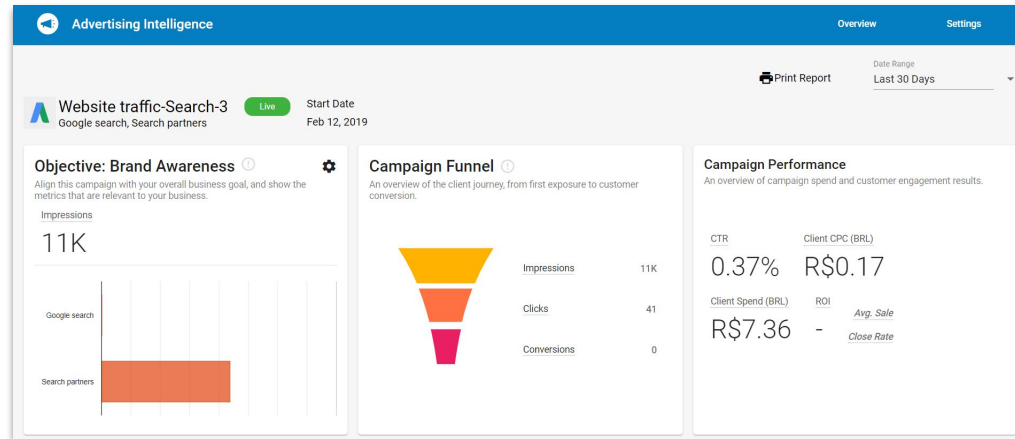 Advertising Intelligence
Overview
Settings
Print Report
Date Range
Last 30 Days
Website traffic-Search-3
Live
Google search, Search partners
Start Date
Feb 12, 2019
Objective: Brand Awareness
Align this campaign with your overall business goal, and show the
metrics that are relevant to your business.
Impressions
11K
Google search
Search partners
Campaign Funnel
An overview of the client journey, from first exposure to customer
conversion.
Impressions 11K
Clicks 41
Conversions 0
Campaign Performance
An overview of campaign spend and customer engagement results.
CTR
0.37%
Client CPC (BRL)
R$0.17
Client Spend (BRL)
R$7.36
ROI
-
Avg. Sale
Close Rate